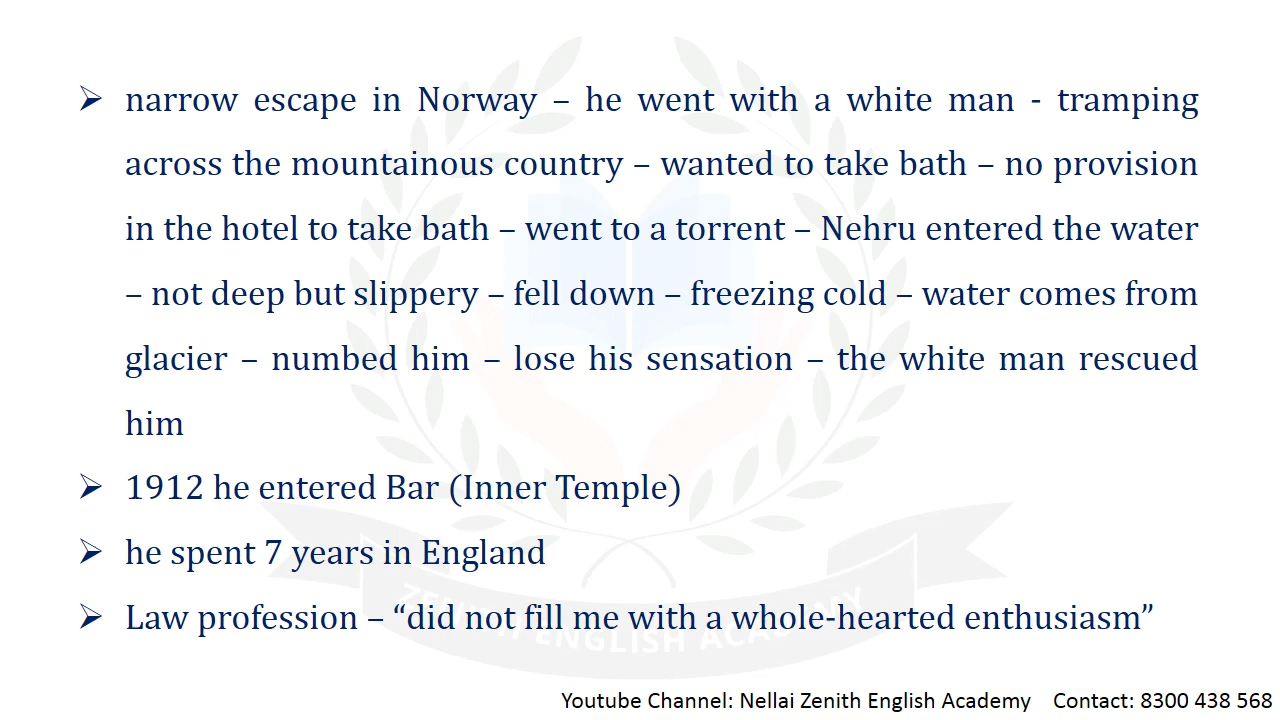 ➢ narrow escape in Norway – he went with a white man - tramping
across the mountainous country – wanted to take bath – no provision
in the hotel to take bath – went to a torrent – Nehru entered the water
– not deep but slippery – fell down – freezing cold – water comes from
glacier – numbed him – lose his sensation – the white man rescued
him
➢ 1912 he entered Bar (Inner Temple)
➢ he spent 7 years in England
➢ Law profession – “did not fill me with a whole-hearted enthusiasm”
ZENITH ENGLISH ACADEMY
Youtube Channel: Nellai Zenith English Academy Contact: 8300 438 568